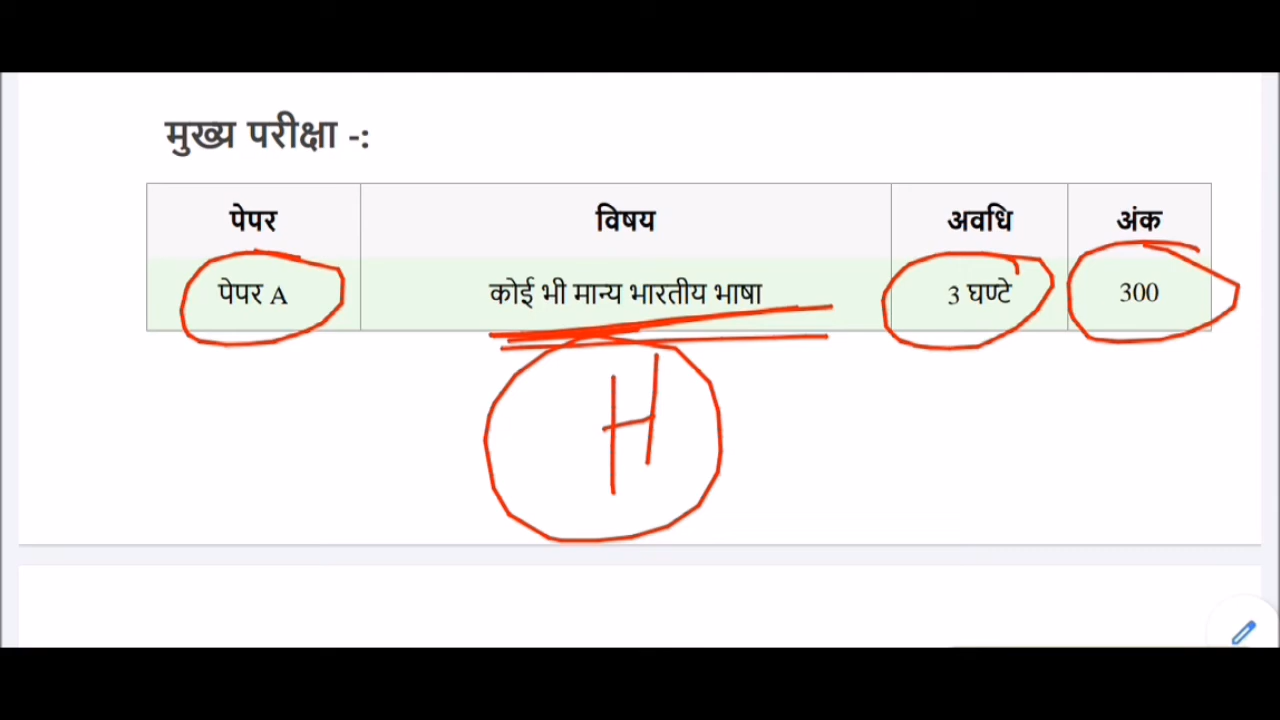 मुख्य परीक्षा -:
पेपर विषय अवधि अंक
पेपर A कोई भी मान्य भारतीय भाषा 3 घण्टे 300
H